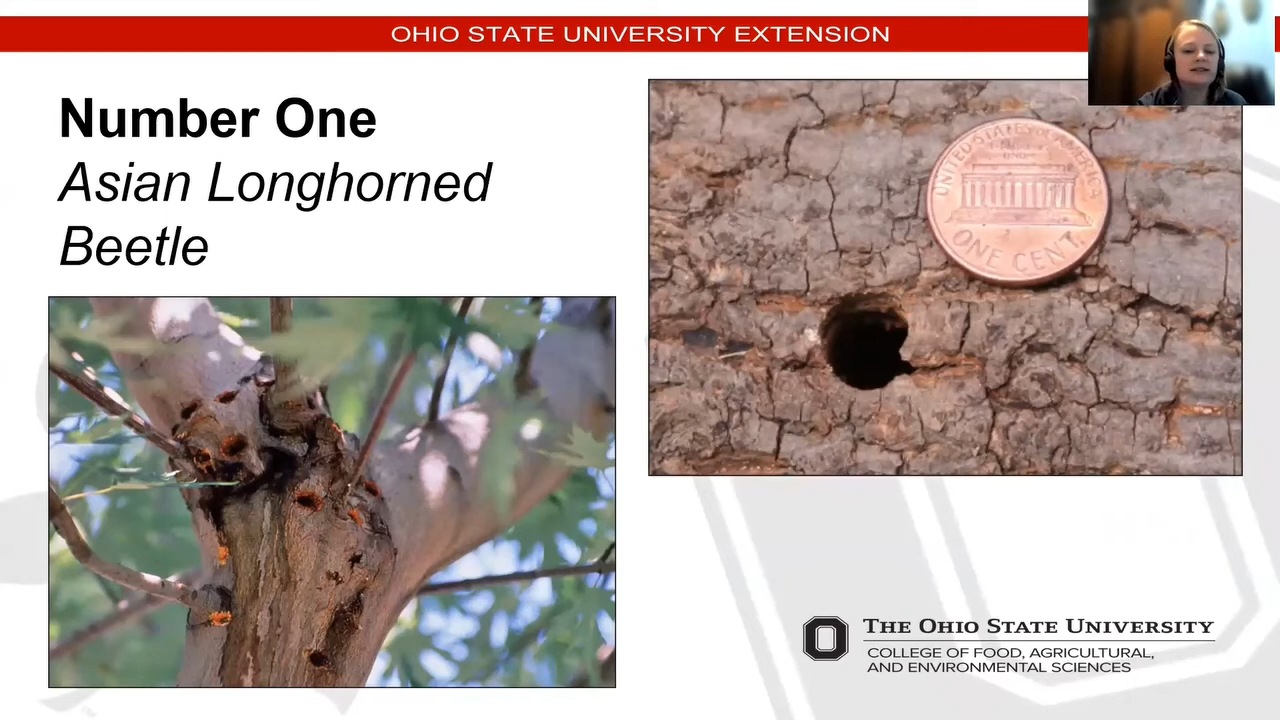 OHIO STATE UNIVERSITY EXTENSION
Number One
Asian Longhorned
Beetle
UNITED STATES OF AMERICA
ONE CENT
THE OHIO STATE UNIVERSITY
COLLEGE OF FOOD, AGRICULTURAL,
AND ENVIRONMENTAL SCIENCES